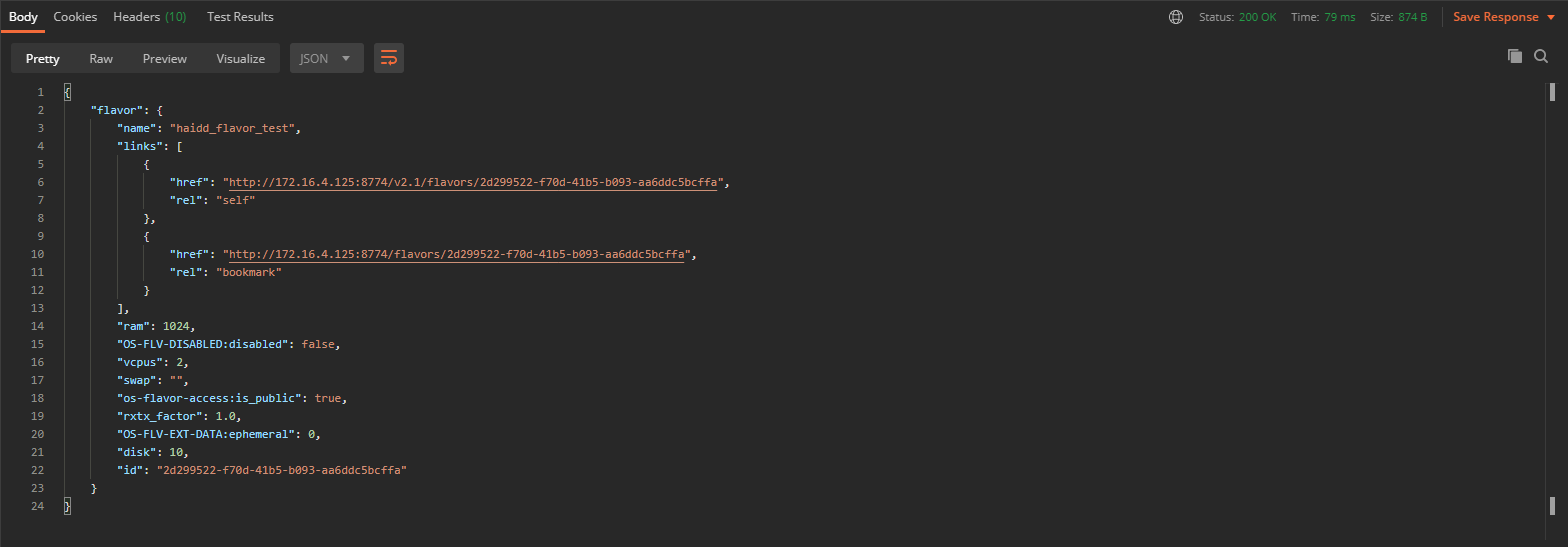 Body Cookies Headers (10) Test Results Status: 200 OK Time: 79 ms Size: 874 B Save Response
Pretty Raw Preview Visualize JSON
1 {
2 "flavor": {
3 "name": "haidd_flavor_test",
4 "links": [
5 {
6 "href": "http://172.16.4.125:8774/v2.1/flavors/2d299522-f70d-41b5-b093-aa6ddc5bcffa",
7 "rel": "self"
8 },
9 {
10 "href": "http://172.16.4.125:8774/flavors/2d299522-f70d-41b5-b093-aa6ddc5bcffa",
11 "rel": "bookmark"
12 }
13 ],
14 "ram": 1024,
15 "OS-FLV-DISABLED:disabled": false,
16 "vcpus": 2,
17 "swap": "",
18 "os-flavor-access:is_public": true,
19 "rxtx_factor": 1.0,
20 "OS-FLV-EXT-DATA:ephemeral": 0,
21 "disk": 10,
22 "id": "2d299522-f70d-41b5-b093-aa6ddc5bcffa"
23 }
24 }